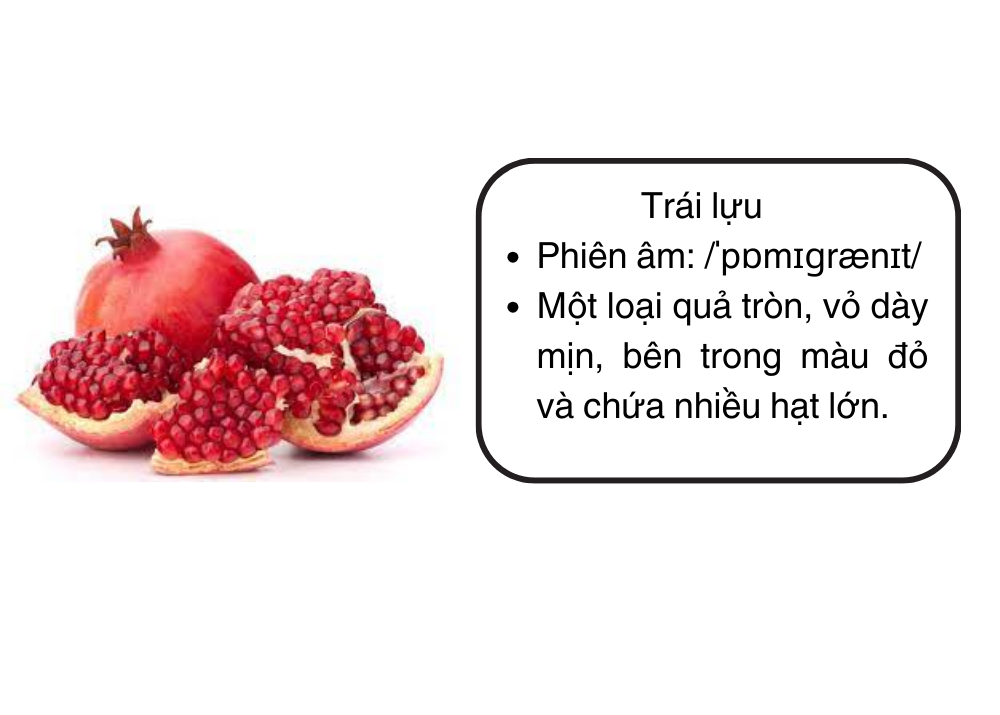 Trái lựu
• Phiên âm: /ˈpɒmɪɡrænɪt/
• Một loại quả tròn, vỏ dày
mịn, bên trong màu đỏ
và chứa nhiều hạt lớn.